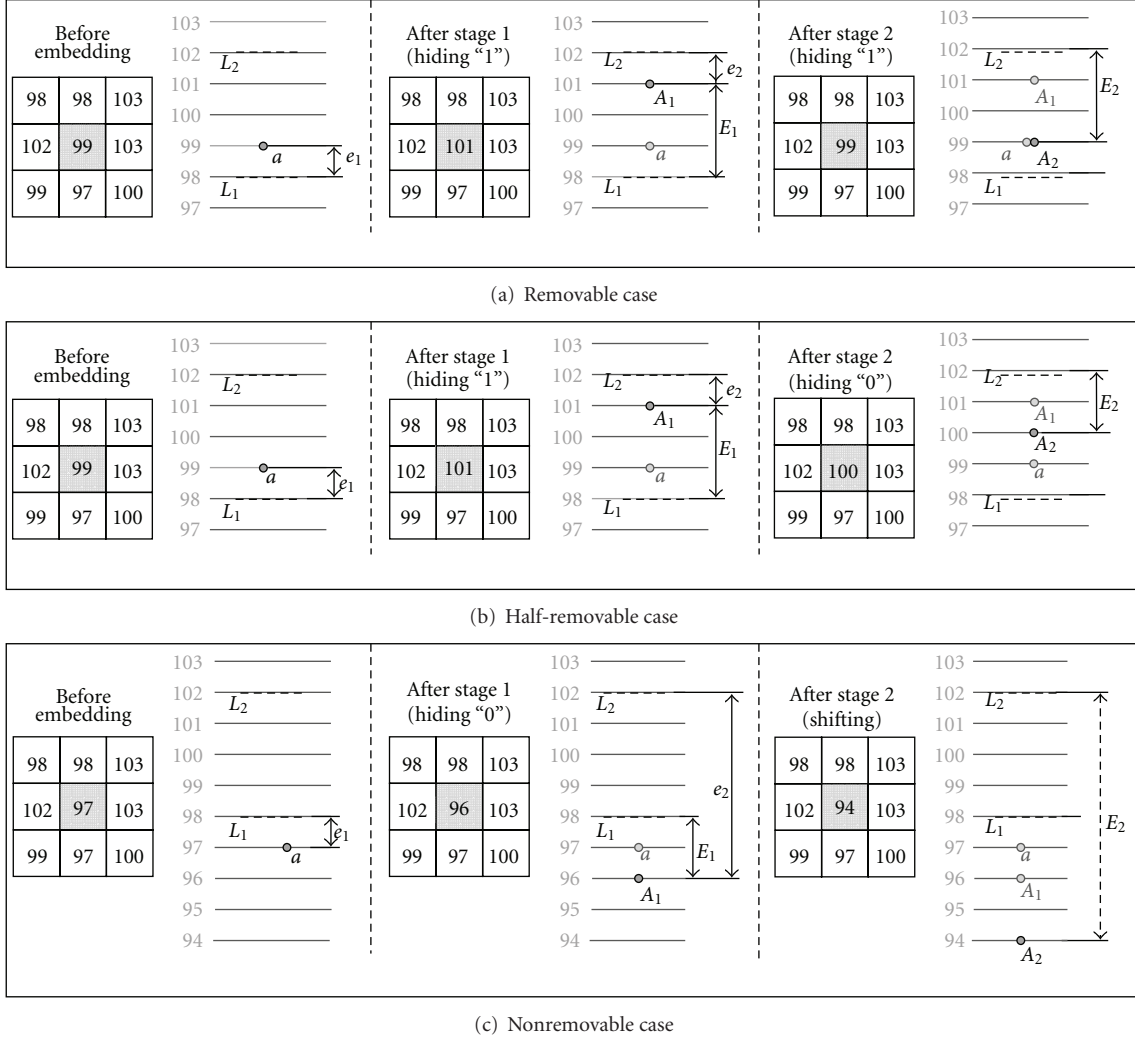 Before
embedding
98 98 103
102 99 103
99 97 100
103
102
L2
101
100
99
a
e1
98
L1
97
After stage 1
(hiding “1”)
98 98 103
102 101 103
99 97 100
103
102
L2
e2
101
A1
100
E1
99
a
98
L1
97
After stage 2
(hiding “1”)
98 98 103
102 99 103
99 97 100
103
102
L2
101
A1
E2
100
99
a
A2
98
L1
97
(a) Removable case
Before
embedding
98 98 103
102 99 103
99 97 100
103
102
L2
101
100
99
a
e1
98
L1
97
After stage 1
(hiding “1”)
98 98 103
102 101 103
99 97 100
103
102
L2
e2
101
A1
100
E1
99
a
98
L1
97
After stage 2
(hiding “0”)
98 98 103
102 100 103
99 97 100
103
102
L2
101
A1
E2
100
A2
99
a
98
L1
97
(b) Half-removable case
Before
embedding
98 98 103
102 97 103
99 97 100
103
102
L2
101
100
99
98
L1
e1
97
a
96
95
94
After stage 1
(hiding “0”)
98 98 103
102 96 103
99 97 100
103
102
L2
101
100
99
e2
98
L1
97
a
E1
96
A1
95
94
After stage 2
(shifting)
98 98 103
102 94 103
99 97 100
103
102
L2
101
100
99
98
L1
E2
97
a
96
A1
95
94
A2
(c) Nonremovable case